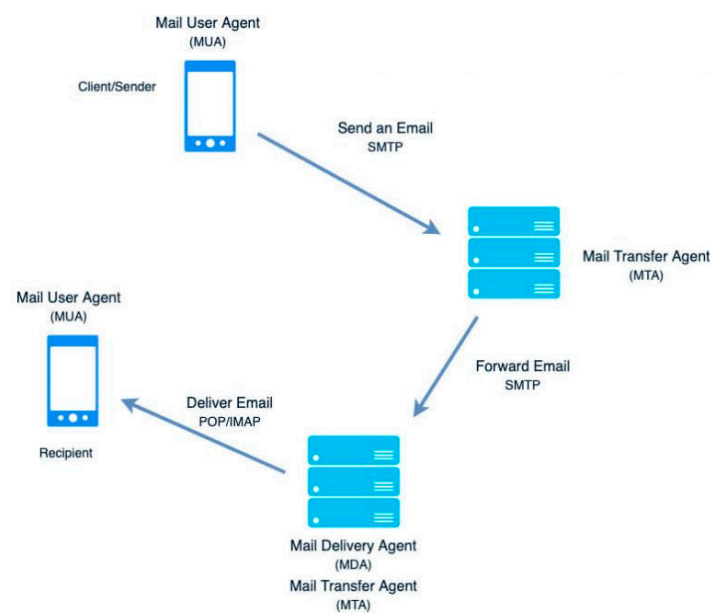 Mail User Agent
(MUA)
Client/Sender
Send an Email
SMTP
Mail Transfer Agent
(MTA)
Forward Email
SMTP
Mail User Agent
(MUA)
Deliver Email
POP/IMAP
Recipient
Mail Delivery Agent
(MDA)
Mail Transfer Agent
(MTA)